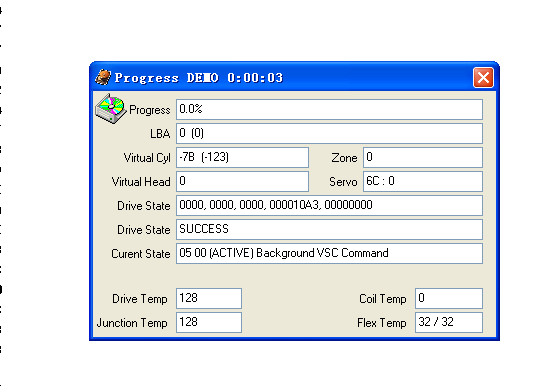 Progress DEMO 0:00:03
Progress 0.0%
LBA 0 (0)
Virtual Cyl -7B (-123) Zone 0
Virtual Head 0 Servo 6C : 0
Drive State 0000, 0000, 0000, 000010A3, 00000000
Drive State SUCCESS
Curent State 05 00 (ACTIVE) Background VSC Command
Drive Temp 128 Coil Temp 0
Junction Temp 128 Flex Temp 32 / 32